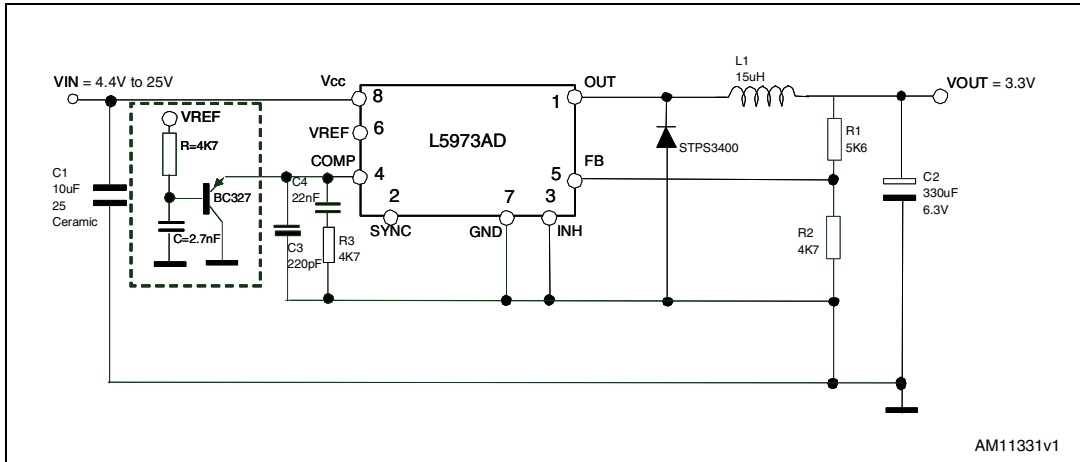 VIN = 4.4V to 25V
VREF
R=4K7
BC327
C=2.7nF
C1
10uF
25
Ceramic
Vcc
8
VREF
6
COMP
4
L5973AD
OUT
1
FB
5
2
SYNC
7
GND
3
INH
C4
22nF
C3
220pF
R3
4K7
L1
15uH
STPS3400
R1
5K6
R2
4K7
VOUT = 3.3V
C2
330uF
6.3V
AM11331v1